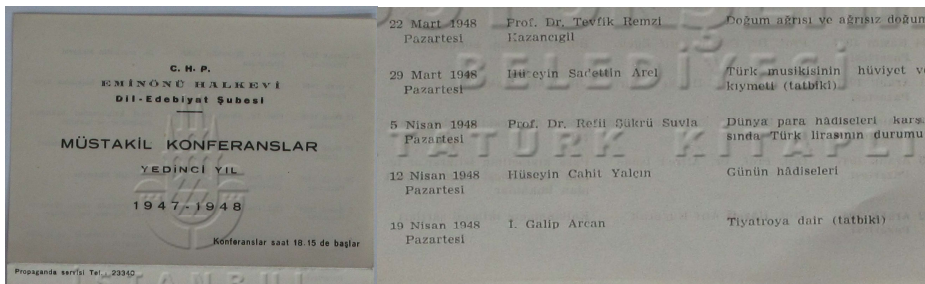 C. H. P.
EMİNÖNÜ HALKEVİ
Dil-Edebiyat Şubesi
MÜSTAKİL KONFERANSLAR
YEDİNCİ YIL
1947-1948
Konferanslar saat 18.15 de başlar
Propaganda servisi Tel : 23340
İSTANBUL
22 Mart 1948 Prof. Dr. Tevfik Remzi Doğum ağrısı ve ağrısız doğum
Pazartesi Kazancıgil
BELEDİYESİ
29 Mart 1948 Hüseyin Sadettin Arel Türk musikisinin hüviyet v
Pazartesi kıymeti (tatbiki)
5 Nisan 1948 Prof. Dr. Refii Şükrü Suvla Dünya para hâdiseleri karşı
Pazartesi sında Türk lirasının durumu
ATATÜRK KİTAPLI
12 Nisan 1948 Hüseyin Cahit Yalçın Günün hâdiseleri
Pazartesi
19 Nisan 1948 İ. Galip Arcan Tiyatroya dair (tatbiki)
Pazartesi